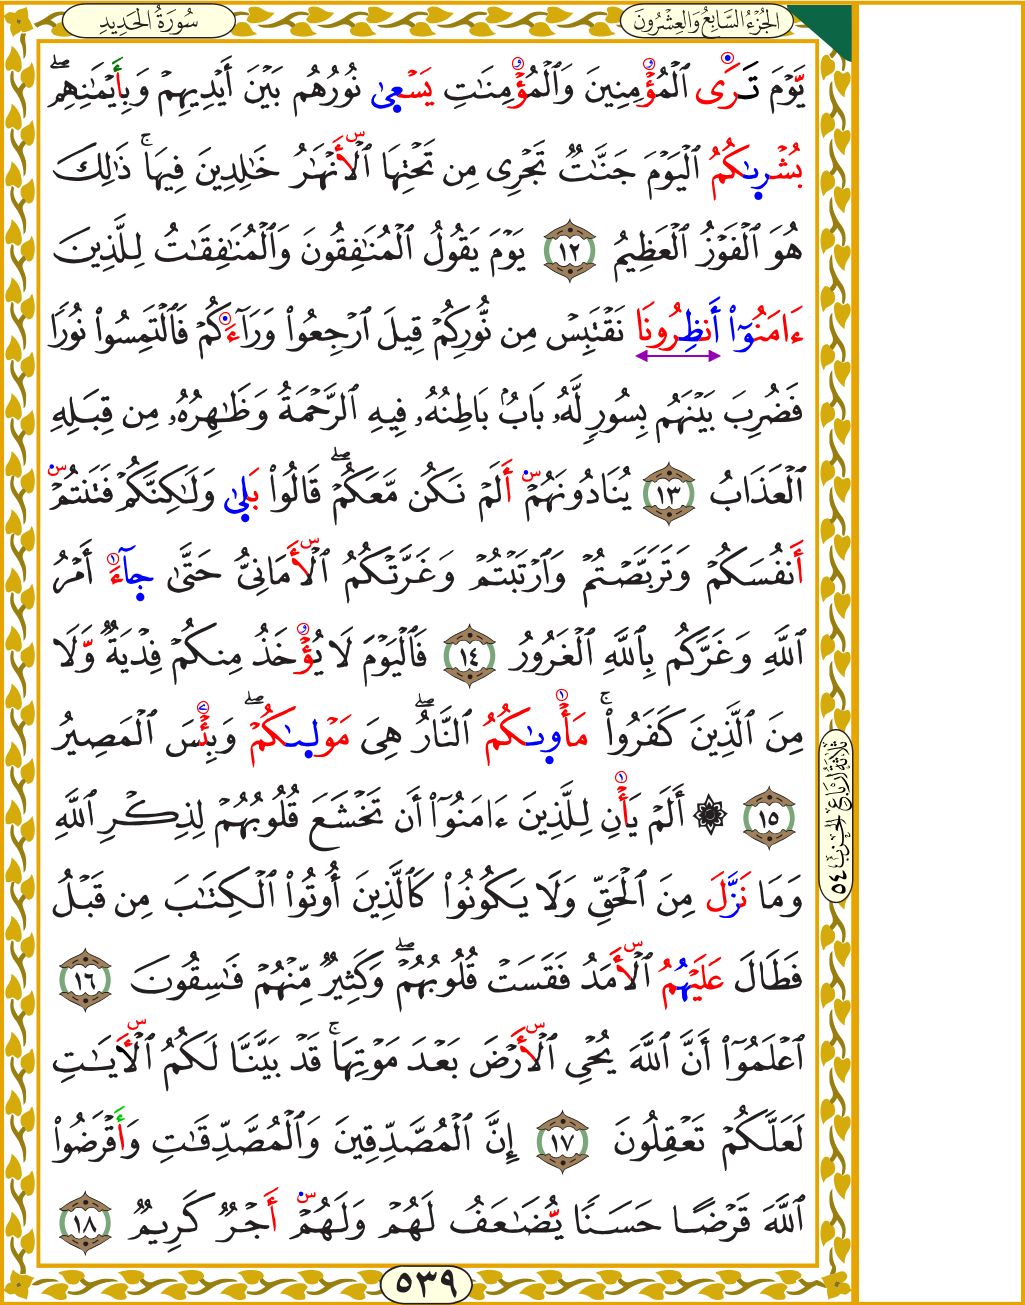 سُورَةُ الحَدِيدِ
الجُزْءُ السَّابِعُ وَالعِشْرُونَ
يَوْمَ تَرَى ٱلْمُؤْمِنِينَ وَٱلْمُؤْمِنَٰتِ يَسْعَىٰ نُورُهُم بَيْنَ أَيْدِيهِمْ وَبِأَيْمَٰنِهِمۖ
بُشْرَىٰكُمُ ٱلْيَوْمَ جَنَّٰتٌ تَجْرِى مِن تَحْتِهَا ٱلْأَنْهَٰرُ خَٰلِدِينَ فِيهَاۚ ذَٰلِكَ
هُوَ ٱلْفَوْزُ ٱلْعَظِيمُ ١٢ يَوْمَ يَقُولُ ٱلْمُنَٰفِقُونَ وَٱلْمُنَٰفِقَٰتُ لِلَّذِينَ
ءَامَنُوٓا۟ أَنظِرُونَا نَقْتَبِسْ مِن نُّورِكُمْ قِيلَ ٱرْجِعُوا۟ وَرَآءَكُمْ فَٱلْتَمِسُوا۟ نُورًا
فَضُرِبَ بَيْنَهُم بِسُورٍ لَّهُۥ بَابٌۢ بَاطِنُهُۥ فِيهِ ٱلرَّحْمَةُ وَظَٰهِرُهُۥ مِن قِبَلِهِ
ٱلْعَذَابُ ١٣ يُنَادُونَهُمْ س أَلَمْ نَكُن مَّعَكُمْۖ قَالُوا۟ بَلَىٰ وَلَٰكِنَّكُمْ فَتَنتُمْ س
أَنفُسَكُمْ وَتَرَبَّصْتُمْ وَٱرْتَبْتُمْ وَغَرَّتْكُمُ ٱلْأَمَانِىُّ حَتَّىٰ جَآءَ أَمْرُ
ٱللَّهِ وَغَرَّكُم بِٱللَّهِ ٱلْغَرُورُ ١٤ فَٱلْيَوْمَ لَا يُؤْخَذُ مِنكُمْ فِدْيَةٌ وَلَا
مِنَ ٱلَّذِينَ كَفَرُوا۟ۚ مَأْوَىٰكُمُ ٱلنَّارُۖ هِىَ مَوْلَىٰكُمْۖ وَبِئْسَ ٱلْمَصِيرُ
١٥ ۞ أَلَمْ يَأْنِ لِلَّذِينَ ءَامَنُوٓا۟ أَن تَخْشَعَ قُلُوبُهُمْ لِذِكْرِ ٱللَّهِ
وَمَا نَزَّلَ مِنَ ٱلْحَقِّ وَلَا يَكُونُوا۟ كَٱلَّذِينَ أُوتُوا۟ ٱلْكِتَٰبَ مِن قَبْلُ
فَطَالَ عَلَيْهُمُ ٱلْأَمَدُ فَقَسَتْ قُلُوبُهُمْۖ وَكَثِيرٌ مِّنْهُمْ فَٰسِقُونَ ١٦
ٱعْلَمُوٓا۟ أَنَّ ٱللَّهَ يُحْىِ ٱلْأَرْضَ بَعْدَ مَوْتِهَاۚ قَدْ بَيَّنَّا لَكُمُ ٱلْءَايَٰتِ
لَعَلَّكُمْ تَعْقِلُونَ ١٧ إِنَّ ٱلْمُصَّدِّقِينَ وَٱلْمُصَّدِّقَٰتِ وَأَقْرَضُوا۟
ٱللَّهَ قَرْضًا حَسَنًا يُضَٰعَفُ لَهُمْ وَلَهُمْ س أَجْرٌ كَرِيمٌ ١٨
ثلاثة ارباع الحزب ٥٤
٥٣٩